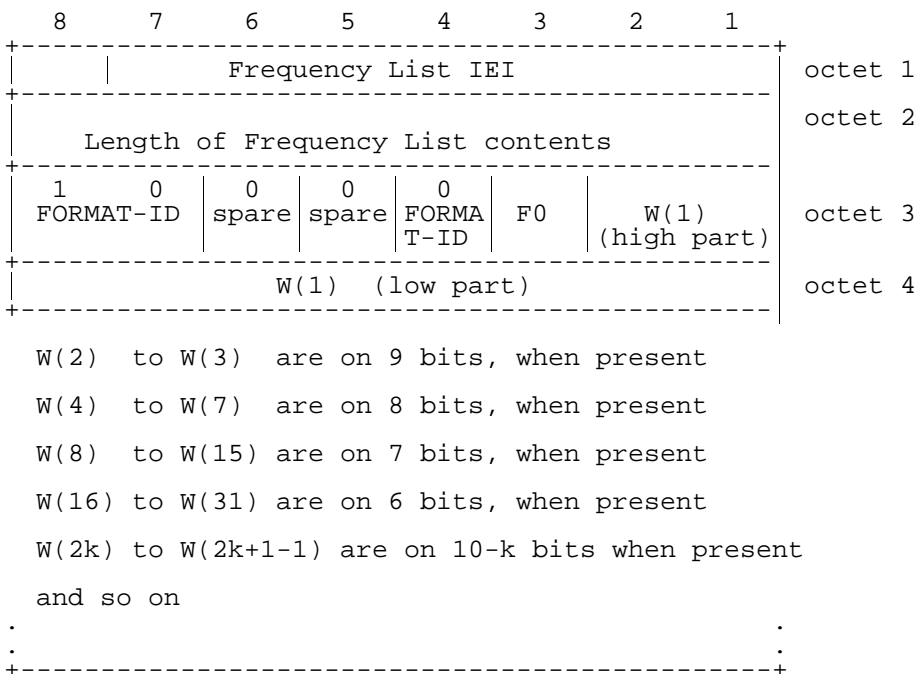 8 7 6 5 4 3 2 1
+---------------------------------------+
Frequency List IEI octet 1
+---------------------------------------
octet 2
Length of Frequency List contents
+---------------------------------------
1 0 0 0 0
FORMAT-ID spare spare FORMA F0 W(1) octet 3
T-ID (high part)
+---------------------------------------
W(1) (low part) octet 4
+---------------------------------------
W(2) to W(3) are on 9 bits, when present
W(4) to W(7) are on 8 bits, when present
W(8) to W(15) are on 7 bits, when present
W(16) to W(31) are on 6 bits, when present
W(2k) to W(2k+1-1) are on 10-k bits when present
and so on
. .
. .
+---------------------------------------+